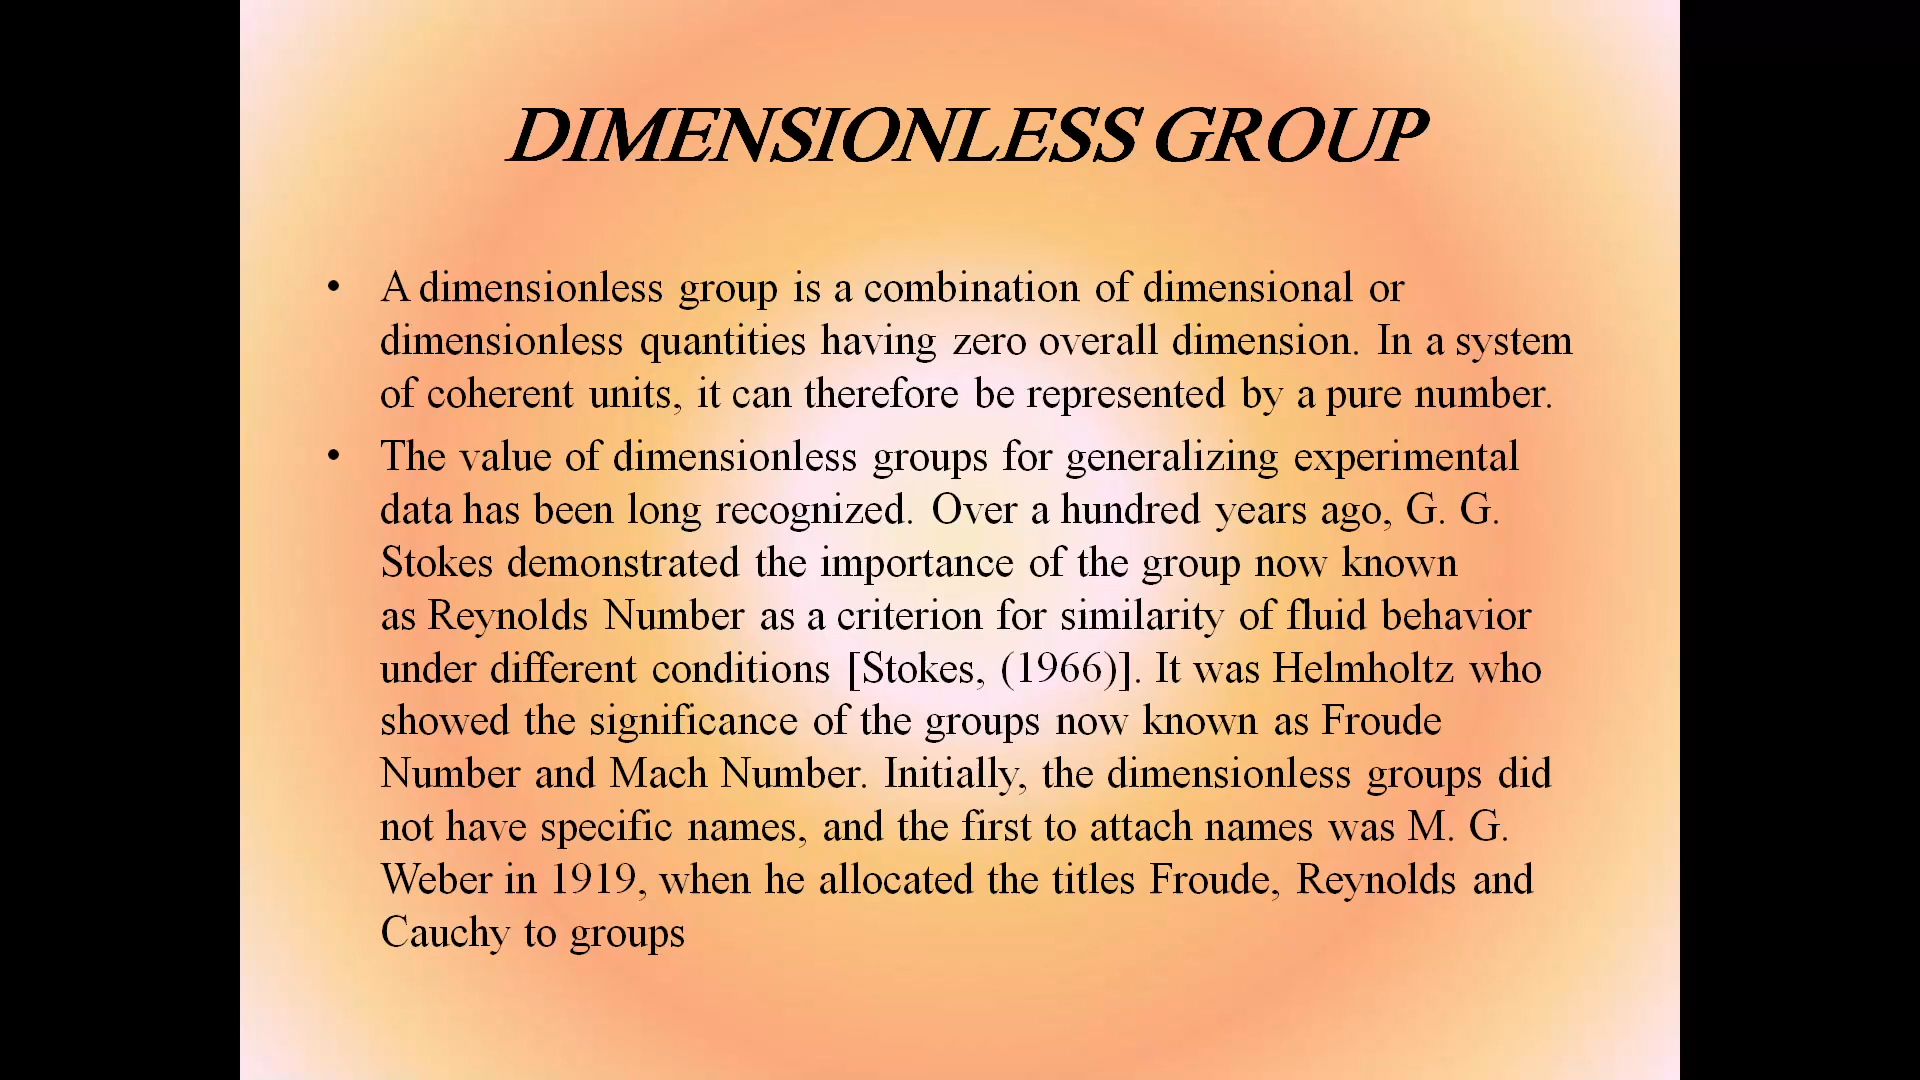 DIMENSIONLESS GROUP
• A dimensionless group is a combination of dimensional or
dimensionless quantities having zero overall dimension. In a system
of coherent units, it can therefore be represented by a pure number.
• The value of dimensionless groups for generalizing experimental
data has been long recognized. Over a hundred years ago, G. G.
Stokes demonstrated the importance of the group now known
as Reynolds Number as a criterion for similarity of fluid behavior
under different conditions [Stokes, (1966)]. It was Helmholtz who
showed the significance of the groups now known as Froude
Number and Mach Number. Initially, the dimensionless groups did
not have specific names, and the first to attach names was M. G.
Weber in 1919, when he allocated the titles Froude, Reynolds and
Cauchy to groups